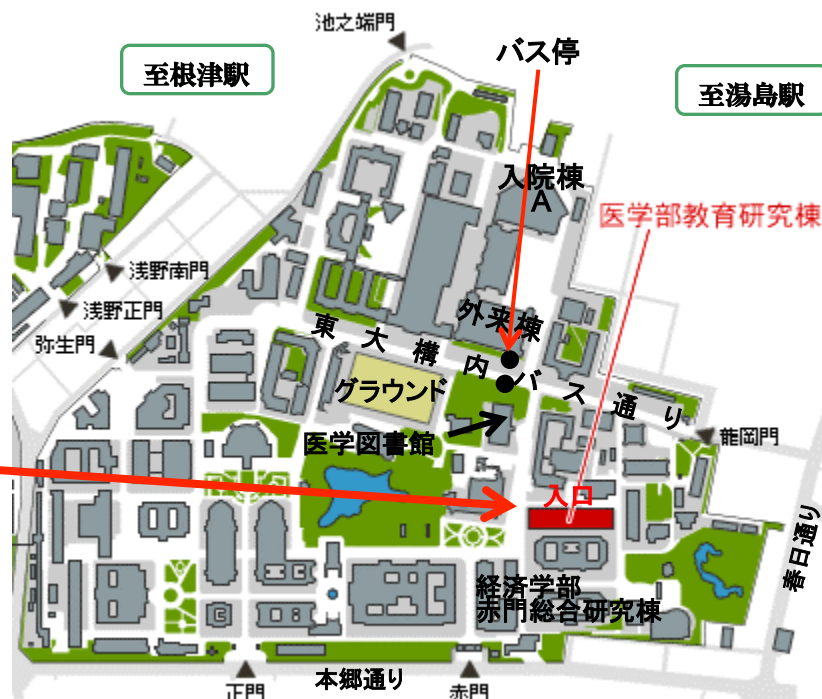 池之端門
バス停
至根津駅
至湯島駅
入院棟
A
医学部教育研究棟
浅野南門
浅野正門
弥生門
外来棟
東大構内バス通り
グラウンド
医学図書館
龍岡門
入口
春日通り
経済学部
赤門総合研究棟
本郷通り
正門
赤門